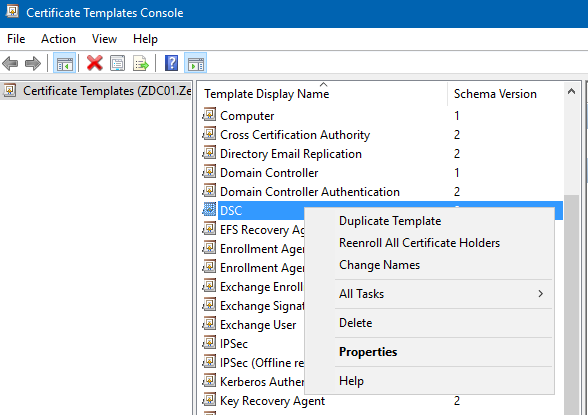 Certificate Templates Console
File Action View Help
Certificate Templates (ZDC01.Ze
Template Display Name Schema Version
Computer 1
Cross Certification Authority 2
Directory Email Replication 2
Domain Controller 1
Domain Controller Authentication 2
DSC
EFS Recovery Ag
Enrollment Agen
Enrollment Agen
Exchange Enroll
Exchange Signat
Exchange User
IPSec
IPSec (Offline re
Kerberos Authen
Key Recovery Agent 2
Duplicate Template
Reenroll All Certificate Holders
Change Names
All Tasks
Delete
Properties
Help